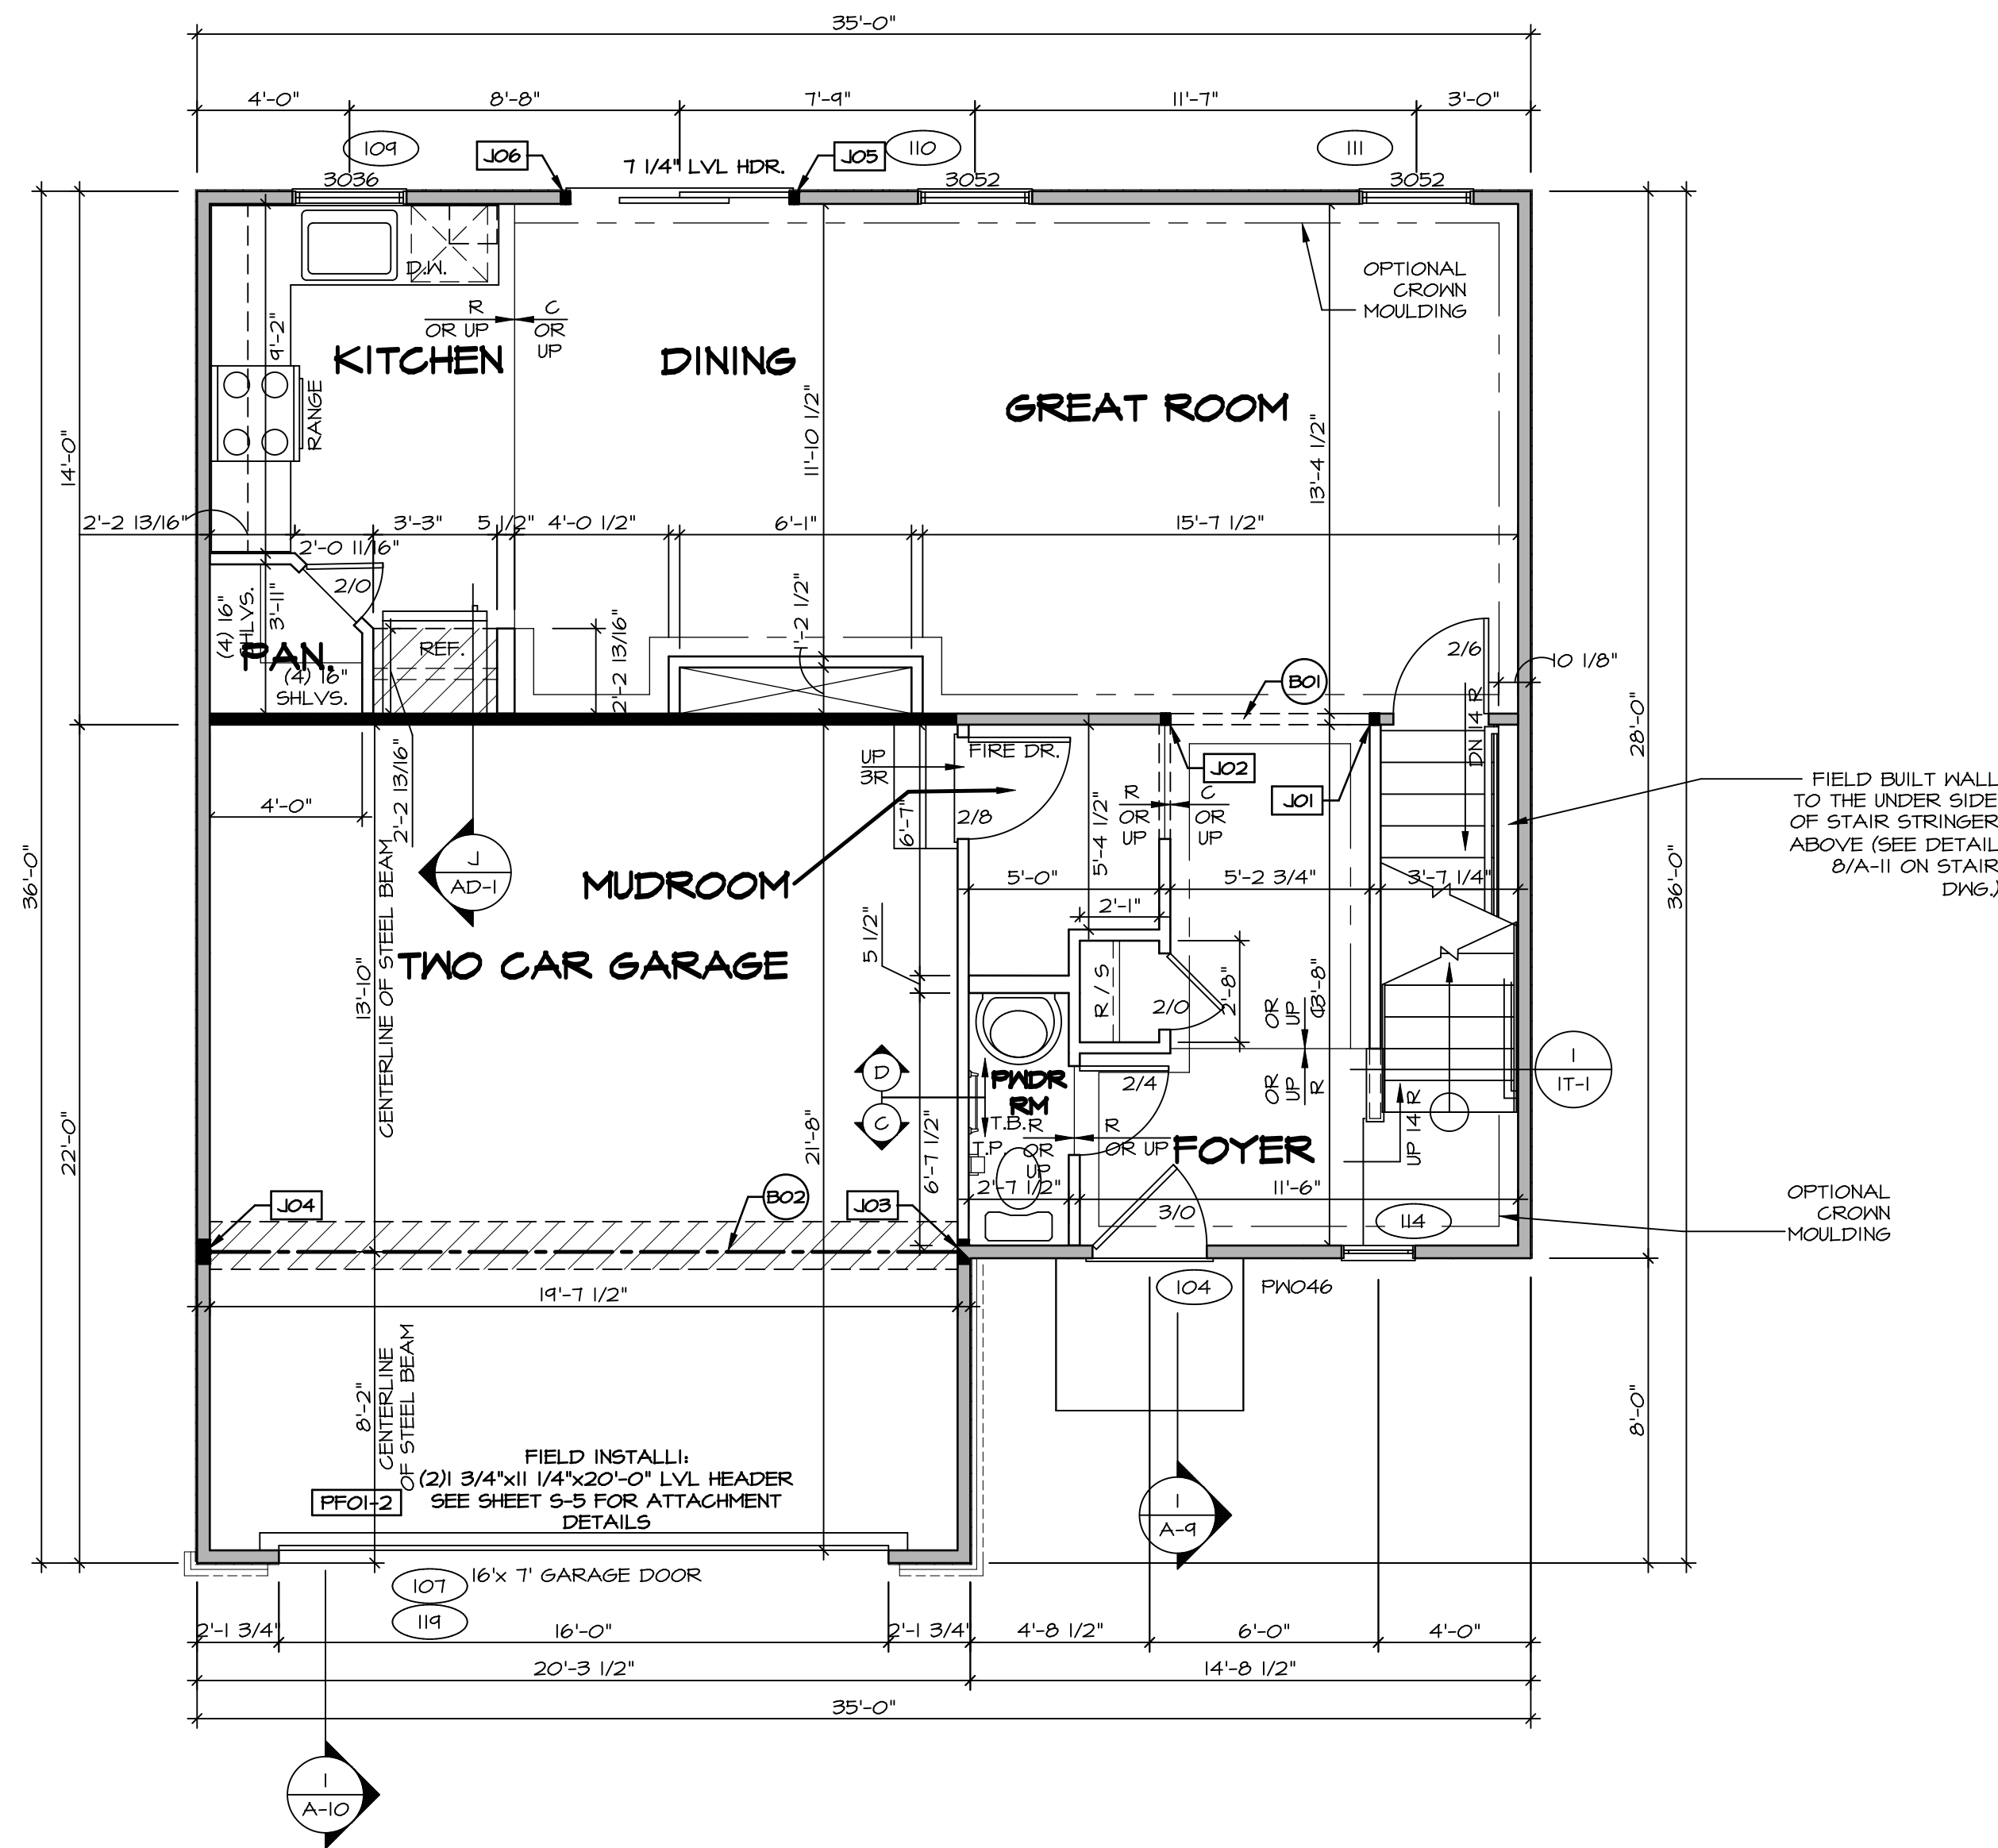 35'-0"
4'-0"
8'-8"
7'-9"
11'-7"
3'-0"
109
J06
7 1/4" LVL HDR.
J05
110
111
3036
3052
3052
D.W.
OPTIONAL
CROWN
MOULDING
R
OR UP
C
OR
UP
9'-2"
KITCHEN
DINING
GREAT ROOM
RANGE
11'-10 1/2"
13'-4 1/2"
14'-0"
36'-0"
2'-2 13/16"
3'-3"
5 1/2"
4'-0 1/2"
6'-1"
15'-7 1/2"
2'-0 11/16"
2/0
(4) 16"
SHLVS.
3'-11"
PAN.
(4) 16"
SHLVS.
REF.
2'-2 13/16"
1'-2 1/2"
2/6
10 1/8"
B01
DN 14 R
28'-0"
36'-0"
UP
3R
FIRE DR.
J02
J01
FIELD BUILT WALL
TO THE UNDER SIDE
OF STAIR STRINGER
ABOVE (SEE DETAIL
8/A-11 ON STAIR
DWG.)
4'-0"
2'-2 13/16"
6'-7"
2/8
5'-4 1/2"
R
OR
UP
C
OR
UP
J
AD-1
MUDROOM
5'-0"
5'-2 3/4"
3'-7 1/4"
2'-1"
5 1/2"
TWO CAR GARAGE
13'-10"
CENTERLINE OF STEEL BEAM
R / S
2/0
2'-8"
OR
UP
C
13'-8"
D
C
PWDR
RM
2/4
OR
UP
R
1
IT-1
T.B.
T.P.
R
OR
UP
R
OR UP
FOYER
UP 14 R
22'-0"
21'-8"
6'-7 1/2"
2'-7 1/2"
11'-6"
J04
B02
J03
3/0
114
OPTIONAL
CROWN
MOULDING
19'-7 1/2"
104
PW046
8'-2"
CENTERLINE
OF STEEL BEAM
8'-0"
FIELD INSTALL1:
(2)1 3/4"x11 1/4"x20'-0" LVL HEADER
SEE SHEET S-5 FOR ATTACHMENT
DETAILS
PF01-2
1
A-9
107
119
16'x 7' GARAGE DOOR
2'-1 3/4"
16'-0"
2'-1 3/4"
4'-8 1/2"
6'-0"
4'-0"
20'-3 1/2"
14'-8 1/2"
35'-0"
1
A-10